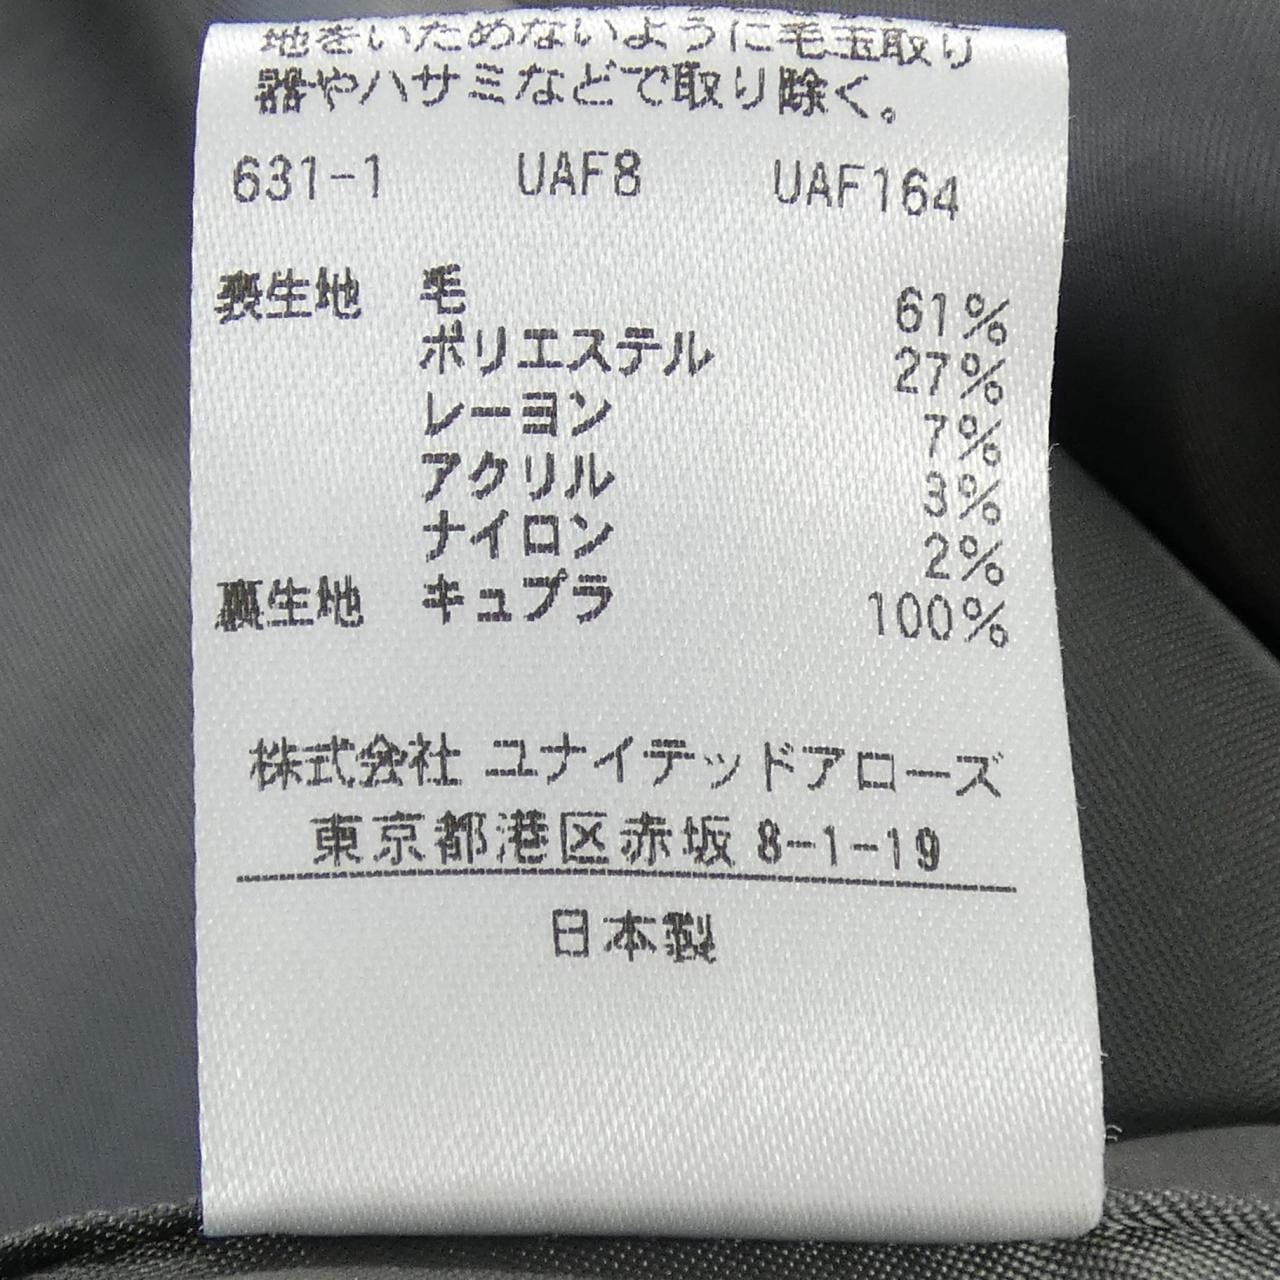 地をいためないように毛玉取り
器やハサミなどで取り除く。
631-1 UAF8 UAF164
表生地 毛 61%
ポリエステル 27%
レーヨン 7%
アクリル 3%
ナイロン 2%
裏生地 キュプラ 100%
株式会社 ユナイテッドアローズ
東京都港区赤坂 8-1-19
日本製